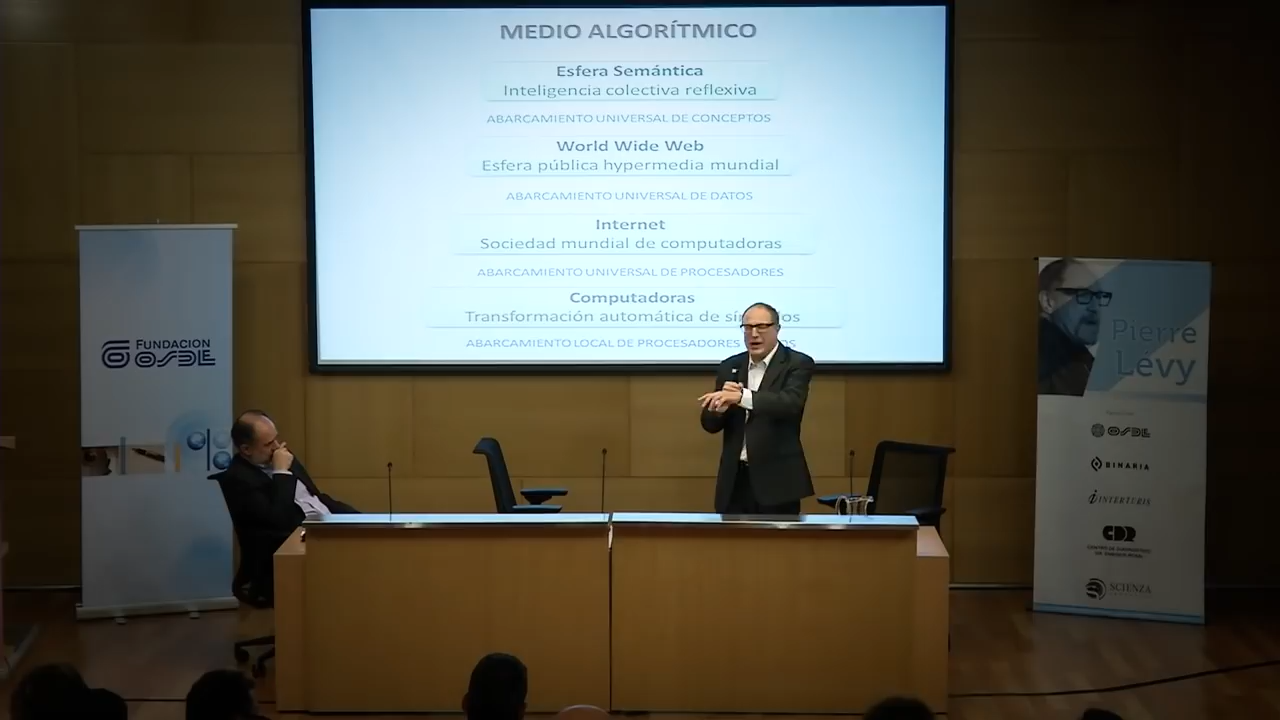 MEDIO ALGORÍTMICO
Esfera Semántica
Inteligencia colectiva reflexiva
ABARCAMIENTO UNIVERSAL DE CONCEPTOS
World Wide Web
Esfera pública hypermedia mundial
ABARCAMIENTO UNIVERSAL DE DATOS
Internet
Sociedad mundial de computadoras
ABARCAMIENTO UNIVERSAL DE PROCESADORES
Computadoras
Transformación automática de
ABARCAMIENTO LOCAL DE PROCESADORES
FUNDACION
OSDE
Pierre
Lévy
OSDE
BINARIA
INTERTURIS
CDR
SCIENZA